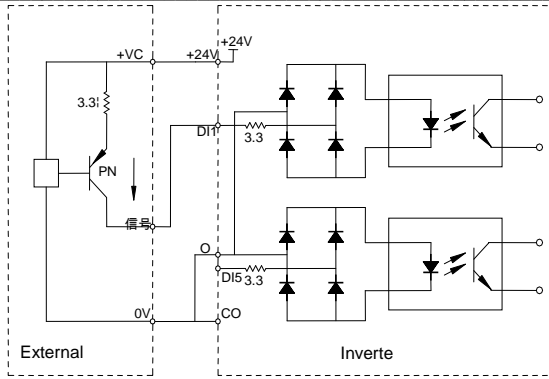 +24V
+VC
+24V
3.3
DI1
3.3
PN
信号
O
DI5
3.3
0V
CO
External
Inverte